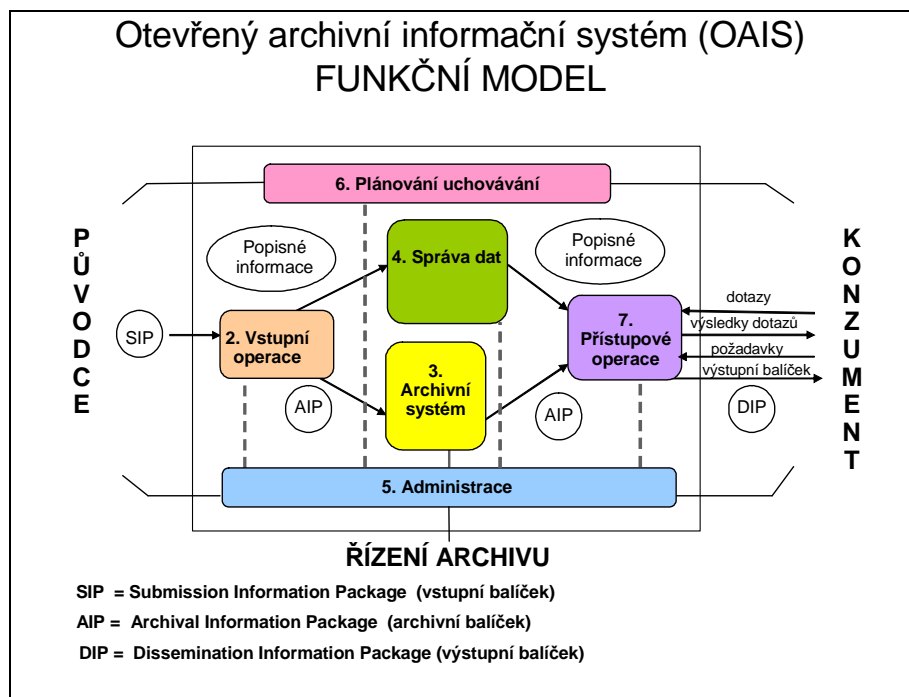 Otevřený archivní informační systém (OAIS)
FUNKČNÍ MODEL
6. Plánování uchovávání
PŮVODCE
Popisné
informace
4. Správa dat
Popisné
informace
KONZUMENT
SIP
2. Vstupní
operace
7.
Přístupové
operace
dotazy
výsledky dotazů
požadavky
výstupní balíček
AIP
3.
Archivní
systém
AIP
DIP
5. Administrace
ŘÍZENÍ ARCHIVU
SIP = Submission Information Package (vstupní balíček)
AIP = Archival Information Package (archivní balíček)
DIP = Dissemination Information Package (výstupní balíček)